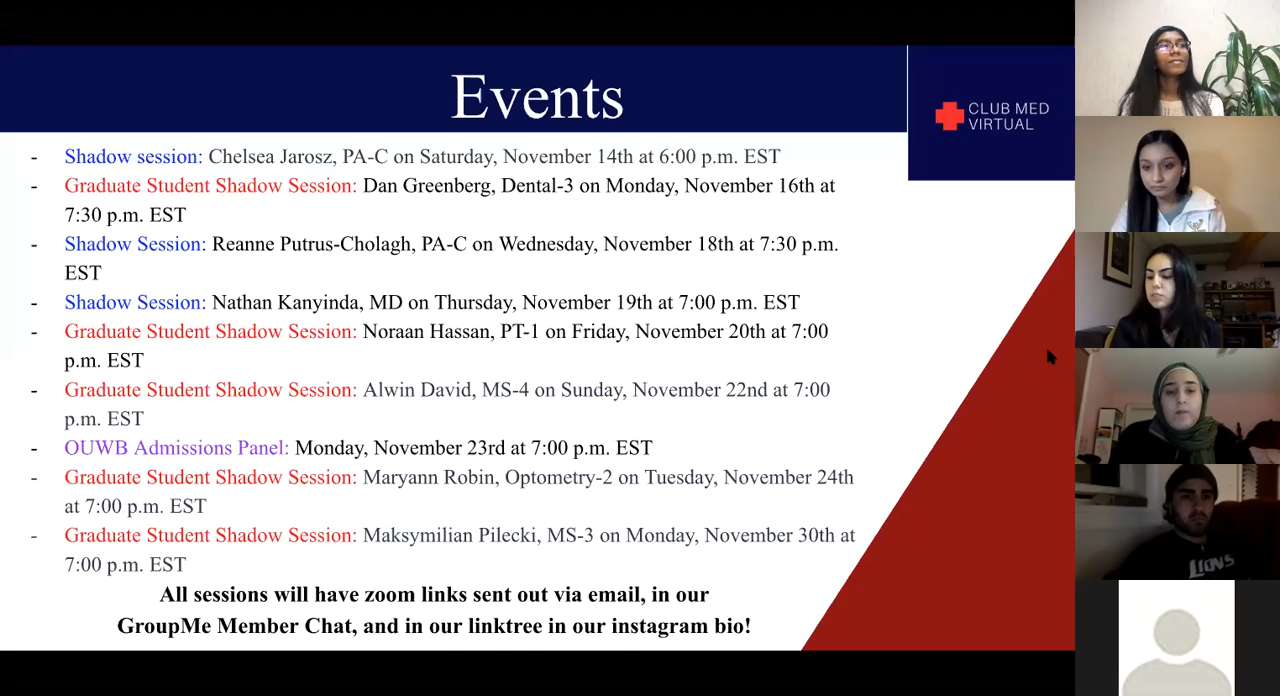 Events
CLUB MED
VIRTUAL
- Shadow session: Chelsea Jarosz, PA-C on Saturday, November 14th at 6:00 p.m. EST
- Graduate Student Shadow Session: Dan Greenberg, Dental-3 on Monday, November 16th at
7:30 p.m. EST
- Shadow Session: Reanne Putrus-Cholagh, PA-C on Wednesday, November 18th at 7:30 p.m.
EST
- Shadow Session: Nathan Kanyinda, MD on Thursday, November 19th at 7:00 p.m. EST
- Graduate Student Shadow Session: Noraan Hassan, PT-1 on Friday, November 20th at 7:00
p.m. EST
- Graduate Student Shadow Session: Alwin David, MS-4 on Sunday, November 22nd at 7:00
p.m. EST
- OUWB Admissions Panel: Monday, November 23rd at 7:00 p.m. EST
- Graduate Student Shadow Session: Maryann Robin, Optometry-2 on Tuesday, November 24th
at 7:00 p.m. EST
- Graduate Student Shadow Session: Maksymilian Pilecki, MS-3 on Monday, November 30th at
7:00 p.m. EST
All sessions will have zoom links sent out via email, in our
GroupMe Member Chat, and in our linktree in our instagram bio!
LIONS